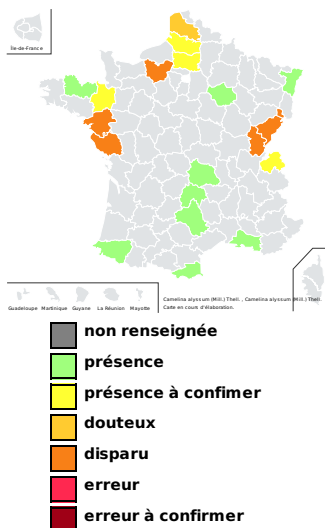 Île-de-France
Guadeloupe Martinique Guyane La Réunion Mayotte
Camelina alyssum (Mill.) Thell. , Camelina alyssum (Mill.) Thell.
Carte en cours d'élaboration.
non renseignée
présence
présence à confimer
douteux
disparu
erreur
erreur à confirmer